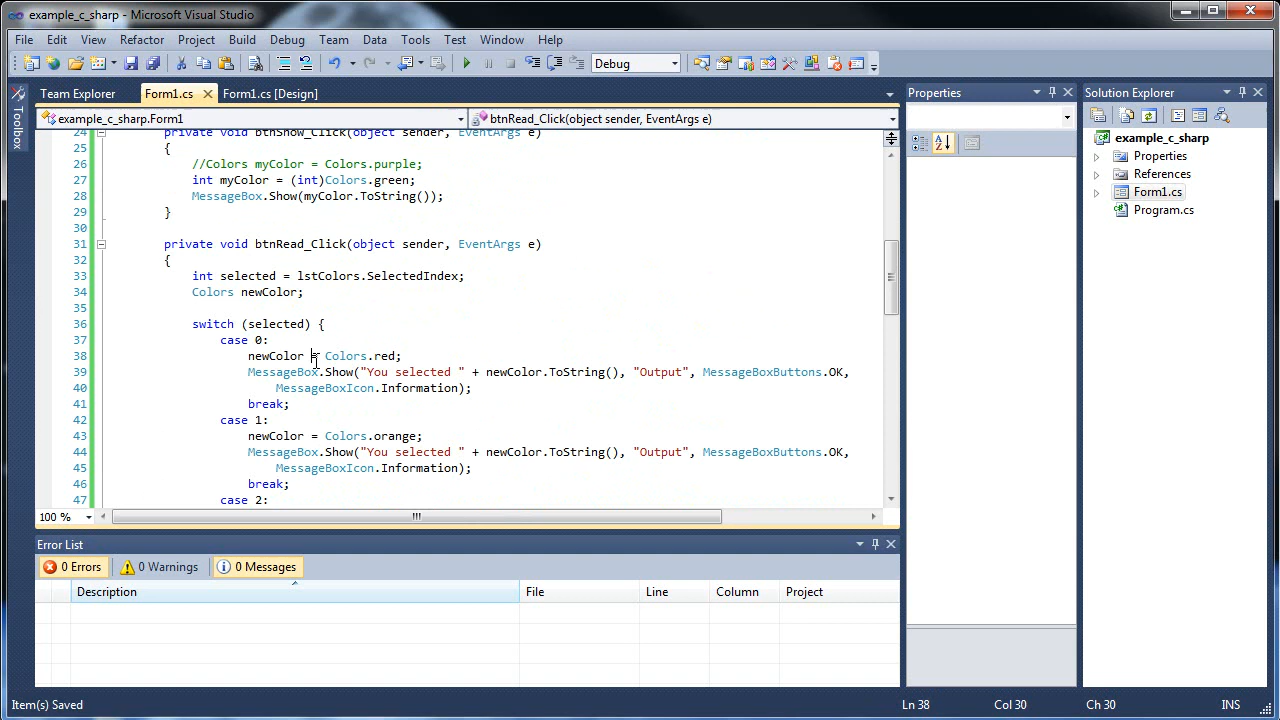 example_c_sharp - Microsoft Visual Studio
File Edit View Refactor Project Build Debug Team Data Tools Test Window Help
Debug
Team Explorer Form1.cs Form1.cs [Design]
Properties
Solution Explorer
example_c_sharp.Form1
btnRead_Click(object sender, EventArgs e)
Toolbox
24 private void btnShow_Click(object sender, EventArgs e)
25 {
26 //Colors myColor = Colors.purple;
27 int myColor = (int)Colors.green;
28 MessageBox.Show(myColor.ToString());
29 }
30
31 private void btnRead_Click(object sender, EventArgs e)
32 {
33 int selected = lstColors.SelectedIndex;
34 Colors newColor;
35
36 switch (selected) {
37 case 0:
38 newColor = Colors.red;
39 MessageBox.Show("You selected " + newColor.ToString(), "Output", MessageBoxButtons.OK,
40 MessageBoxIcon.Information);
41 break;
42 case 1:
43 newColor = Colors.orange;
44 MessageBox.Show("You selected " + newColor.ToString(), "Output", MessageBoxButtons.OK,
45 MessageBoxIcon.Information);
46 break;
47 case 2:
100 %
example_c_sharp
Properties
References
Form1.cs
Program.cs
Error List
0 Errors 0 Warnings 0 Messages
Description File Line Column Project
Item(s) Saved Ln 38 Col 30 Ch 30 INS